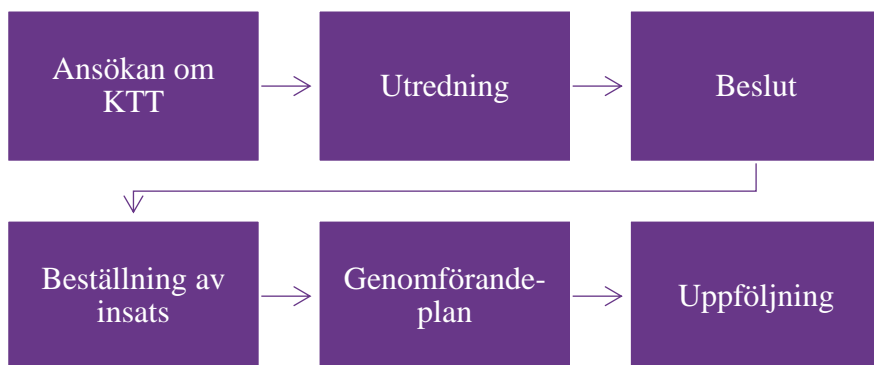 Ansökan om
KTT
Utredning
Beslut
Beställning av
insats
Genomförande-
plan
Uppföljning